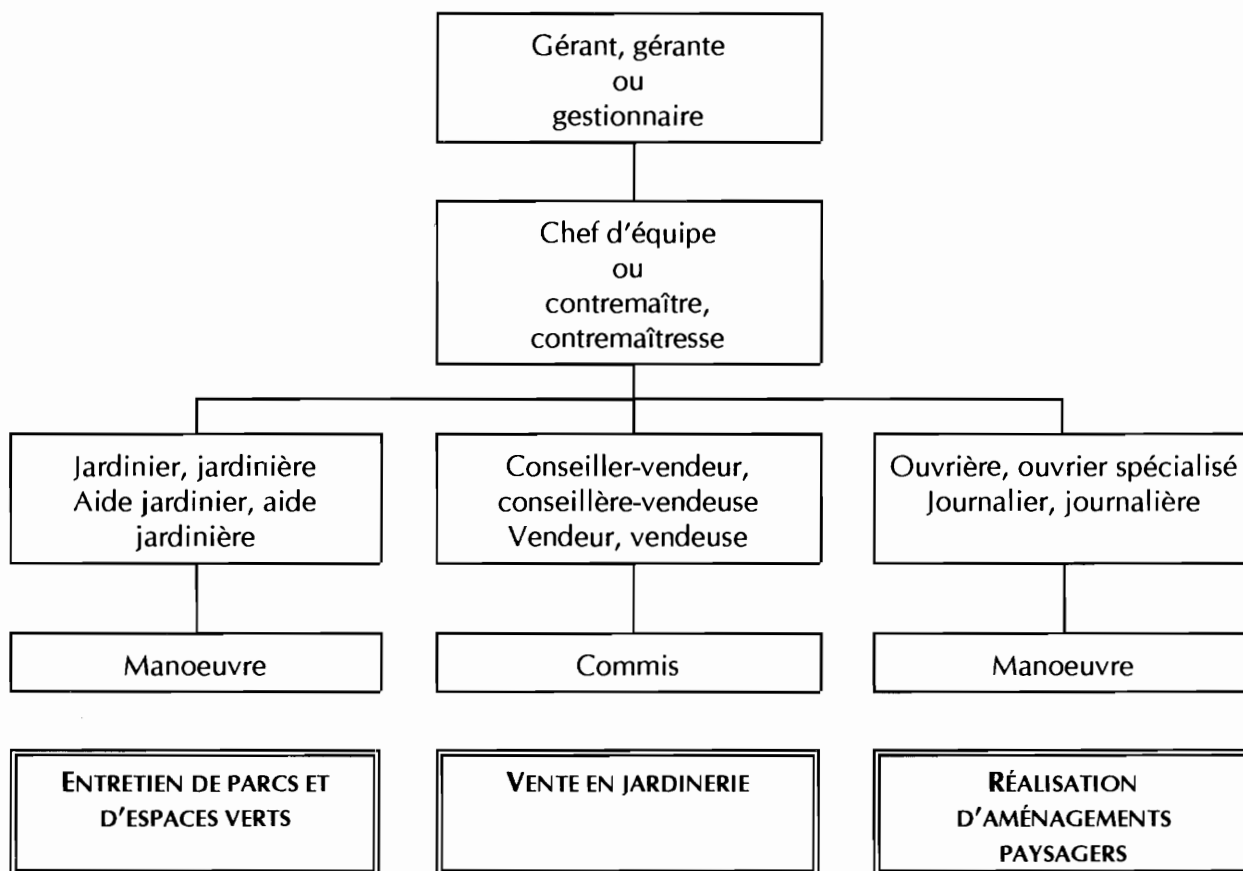 Gérant, gérante
ou
gestionnaire
Chef d'équipe
ou
contremaître,
contremaîtresse
Jardinier, jardinière
Aide jardinier, aide
jardinière
Conseiller-vendeur,
conseillère-vendeuse
Vendeur, vendeuse
Ouvrière, ouvrier spécialisé
Journalier, journalière
Manoeuvre
Commis
Manoeuvre
ENTRETIEN DE PARCS ET
D'ESPACES VERTS
VENTE EN JARDINERIE
RÉALISATION
D'AMÉNAGEMENTS
PAYSAGERS